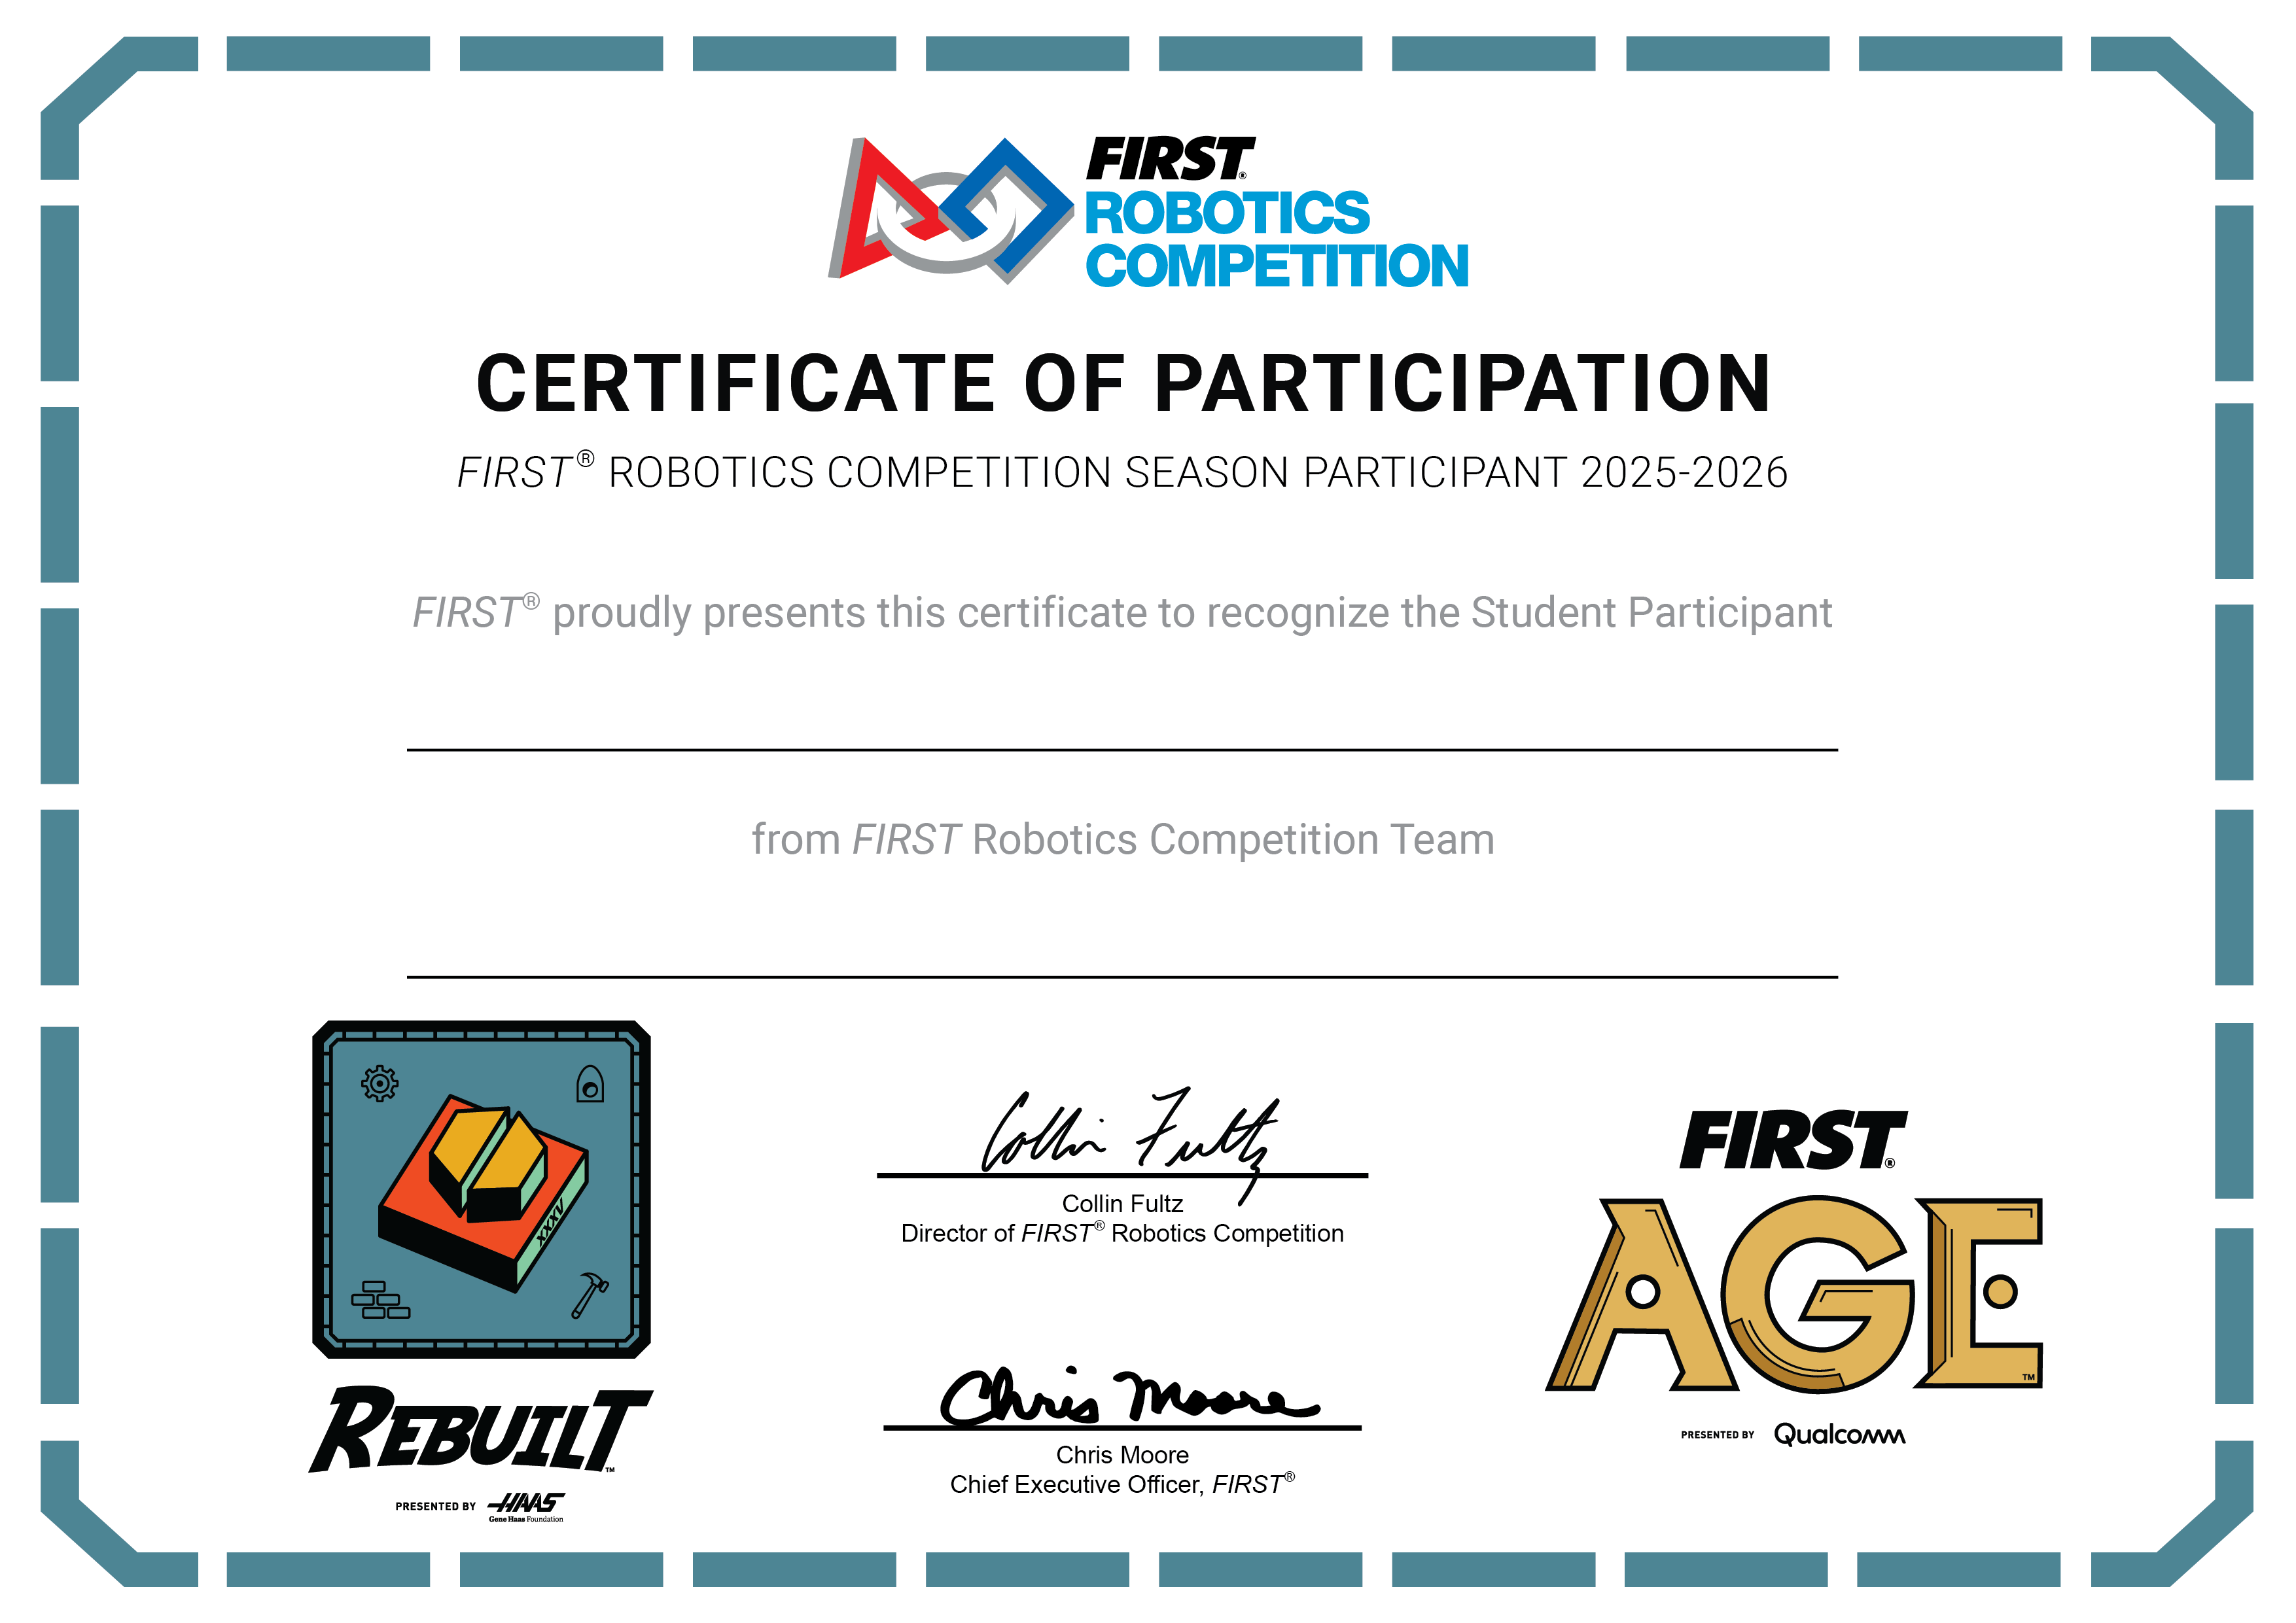 FIRST®
ROBOTICS
COMPETITION
CERTIFICATE OF PARTICIPATION
FIRST® ROBOTICS COMPETITION SEASON PARTICIPANT 2025-2026
FIRST® proudly presents this certificate to recognize the Student Participant
from FIRST Robotics Competition Team
XXXV
REBUILT™
PRESENTED BY HAAS
Gene Haas Foundation
Collin Fultz
Collin Fultz
Director of FIRST® Robotics Competition
Chris Moore
Chris Moore
Chief Executive Officer, FIRST®
FIRST®
AGE™
PRESENTED BY Qualcomm